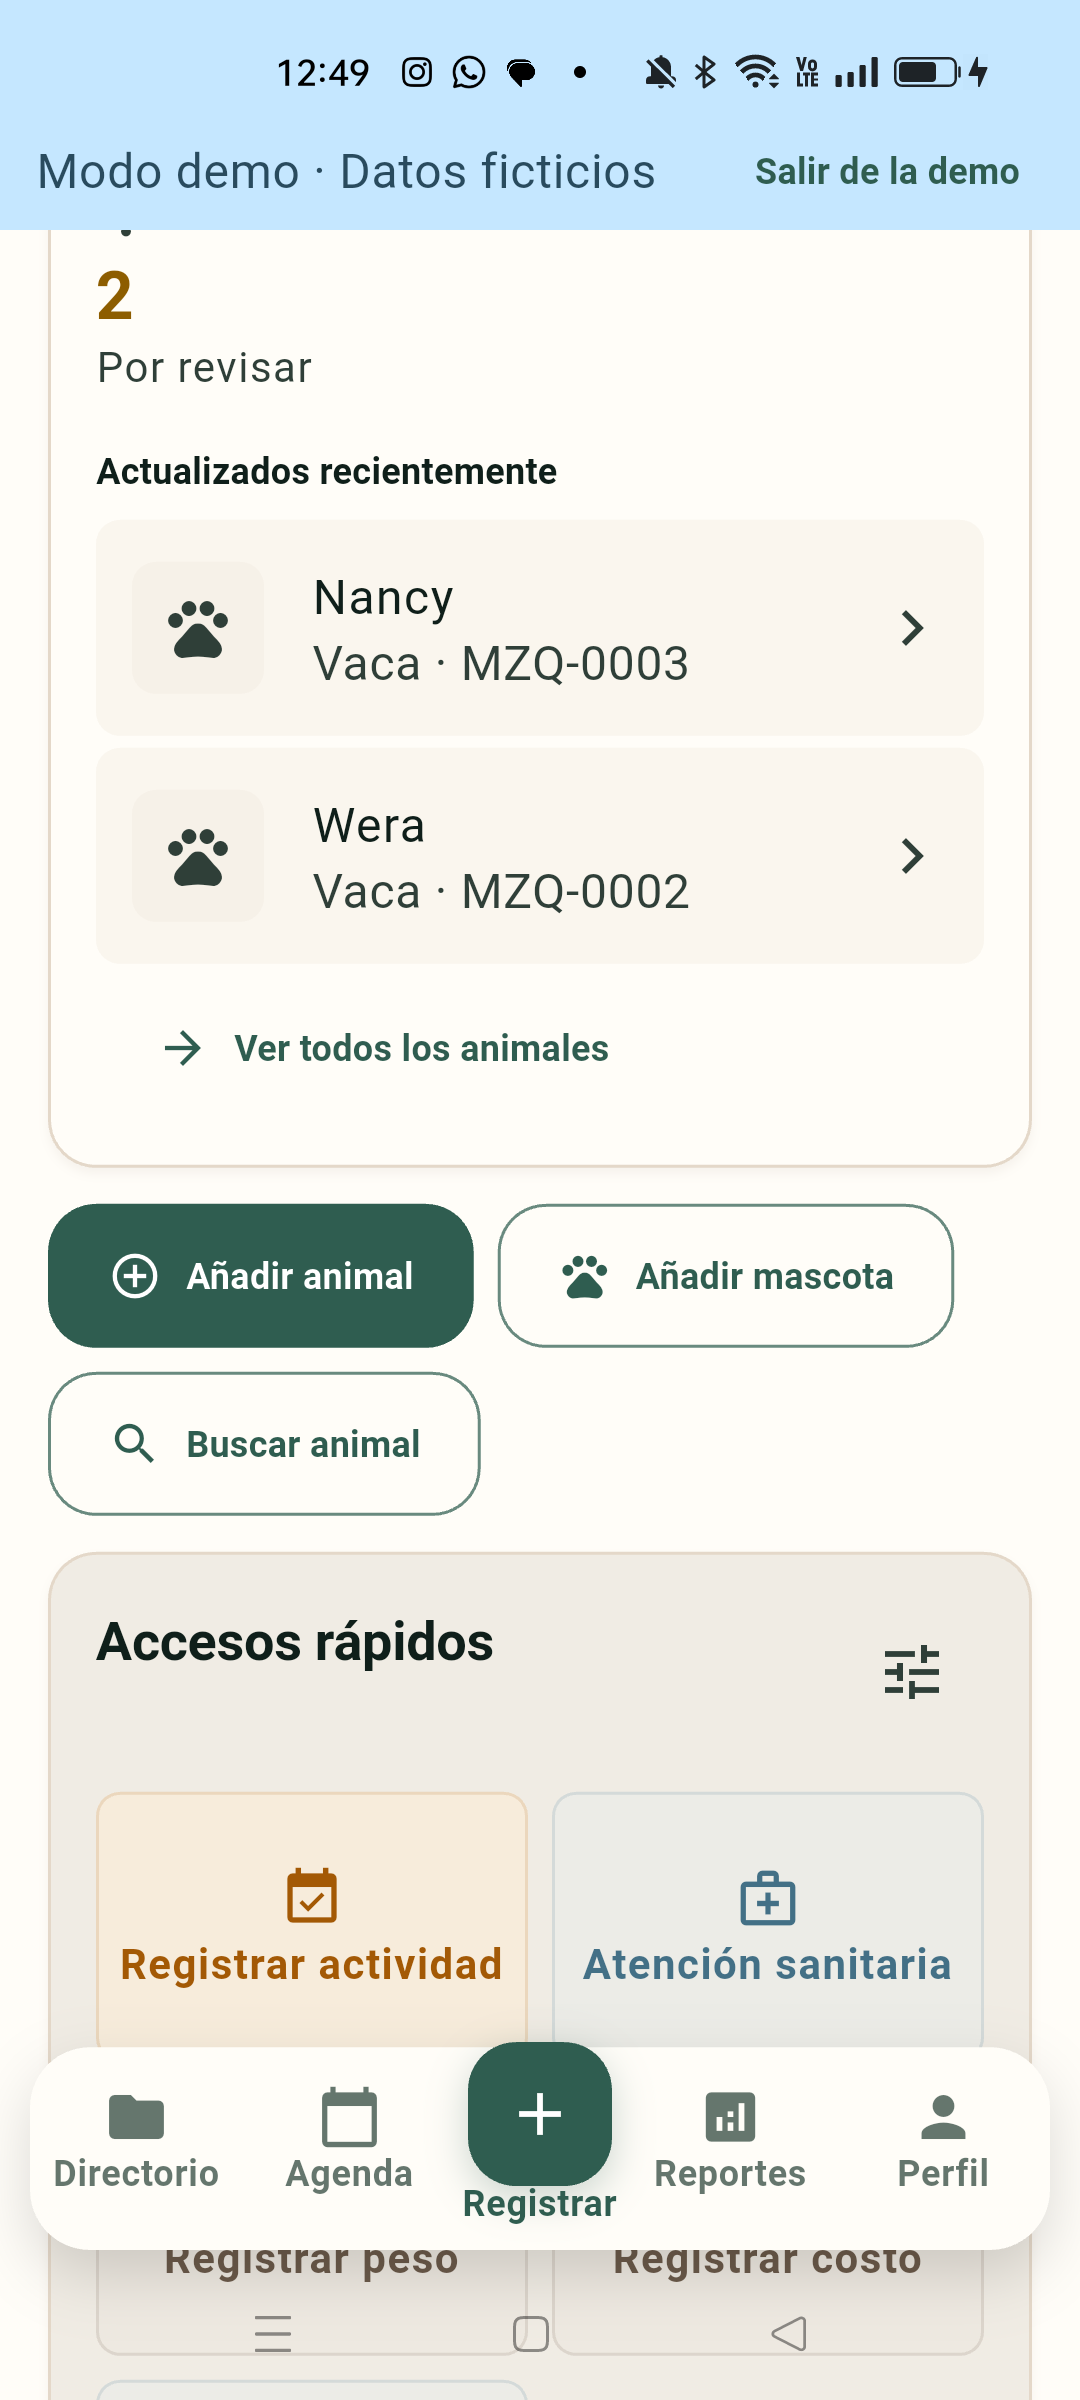 12:49
Vo
LTE
Modo demo · Datos ficticios
Salir de la demo
2
Por revisar
Actualizados recientemente
Nancy
Vaca · MZQ-0003
Wera
Vaca · MZQ-0002
Ver todos los animales
Añadir animal
Añadir mascota
Buscar animal
Accesos rápidos
Registrar actividad
Atención sanitaria
Directorio
Agenda
Registrar
Reportes
Perfil
Registrar peso
Registrar costo